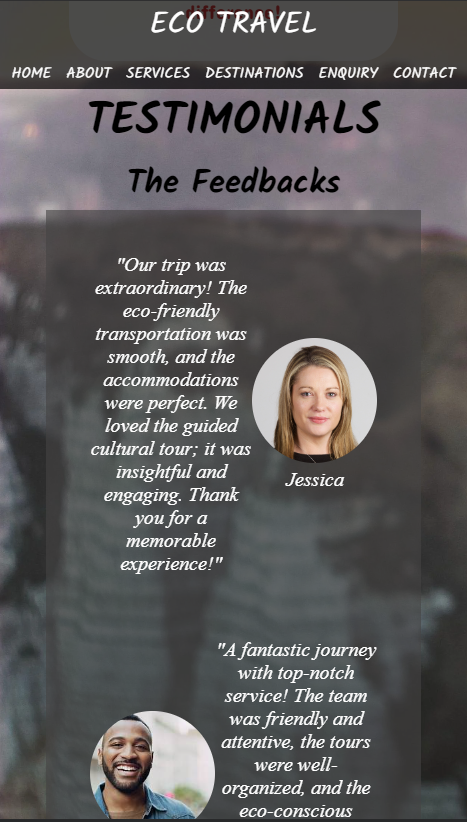 difference!
ECO TRAVEL
HOME ABOUT SERVICES DESTINATIONS ENQUIRY CONTACT
TESTIMONIALS
The Feedbacks
"Our trip was
extraordinary! The
eco-friendly
transportation was
smooth, and the
accommodations
were perfect. We
loved the guided
cultural tour; it was
insightful and
engaging. Thank
you for a
memorable
experience!"
Jessica
"A fantastic journey
with top-notch
service! The team
was friendly and
attentive, the tours
were well-
organized, and the
eco-conscious